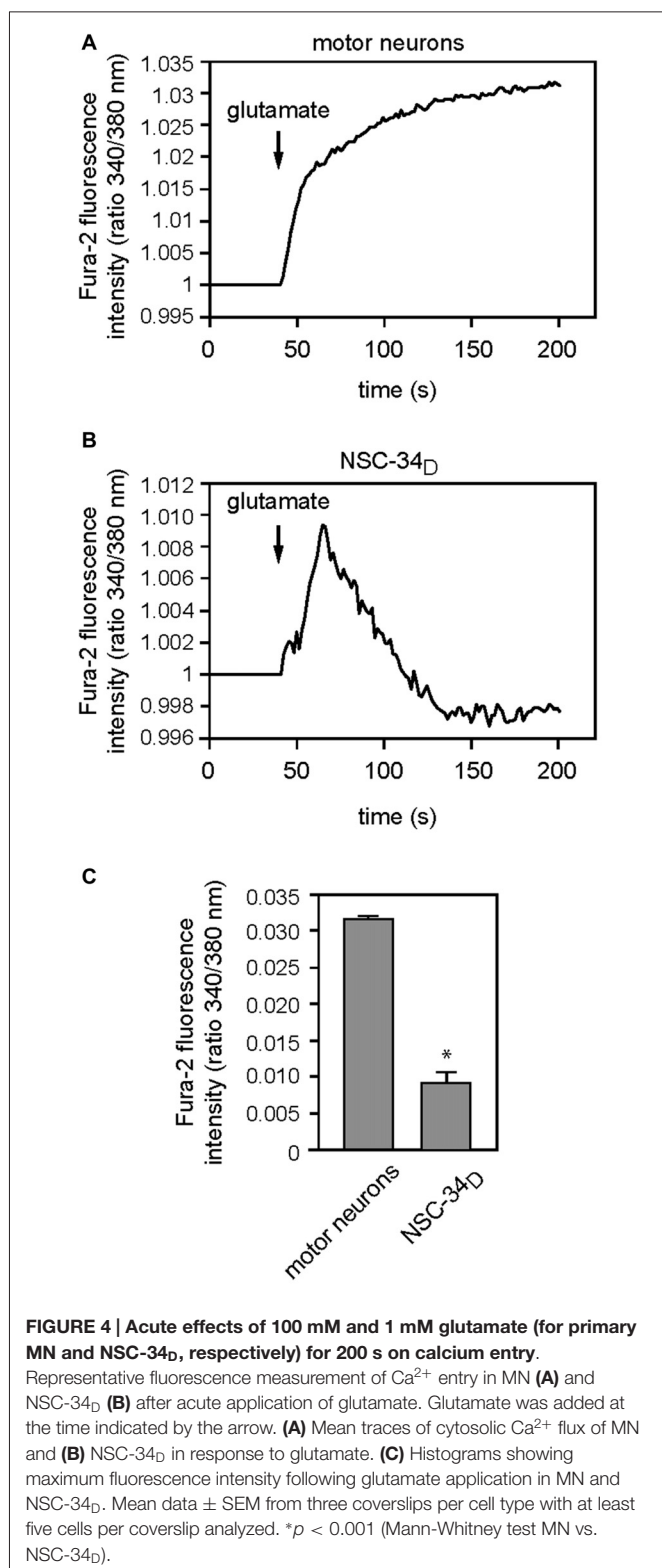 A
motor neurons
Fura-2 fluorescence
intensity (ratio 340/380 nm)
1.035
1.03
1.025
1.02
1.015
1.01
1.005
1
0.995
glutamate
0 50 100 150 200
time (s)
B
NSC-34D
Fura-2 fluorescence
intensity (ratio 340/380 nm)
1.012
1.010
1.008
1.006
1.004
1.002
1
0.998
0.996
glutamate
0 50 100 150 200
time (s)
C
Fura-2 fluorescence
intensity (ratio 340/380 nm)
0.035
0.030
0.025
0.020
0.015
0.010
0.005
0
*
motor neurons
NSC-34D
FIGURE 4 | Acute effects of 100 mM and 1 mM glutamate (for primary
MN and NSC-34D, respectively) for 200 s on calcium entry.
Representative fluorescence measurement of Ca2+ entry in MN (A) and
NSC-34D (B) after acute application of glutamate. Glutamate was added at
the time indicated by the arrow. (A) Mean traces of cytosolic Ca2+ flux of MN
and (B) NSC-34D in response to glutamate. (C) Histograms showing
maximum fluorescence intensity following glutamate application in MN and
NSC-34D. Mean data ± SEM from three coverslips per cell type with at least
five cells per coverslip analyzed. *p < 0.001 (Mann-Whitney test MN vs.
NSC-34D).